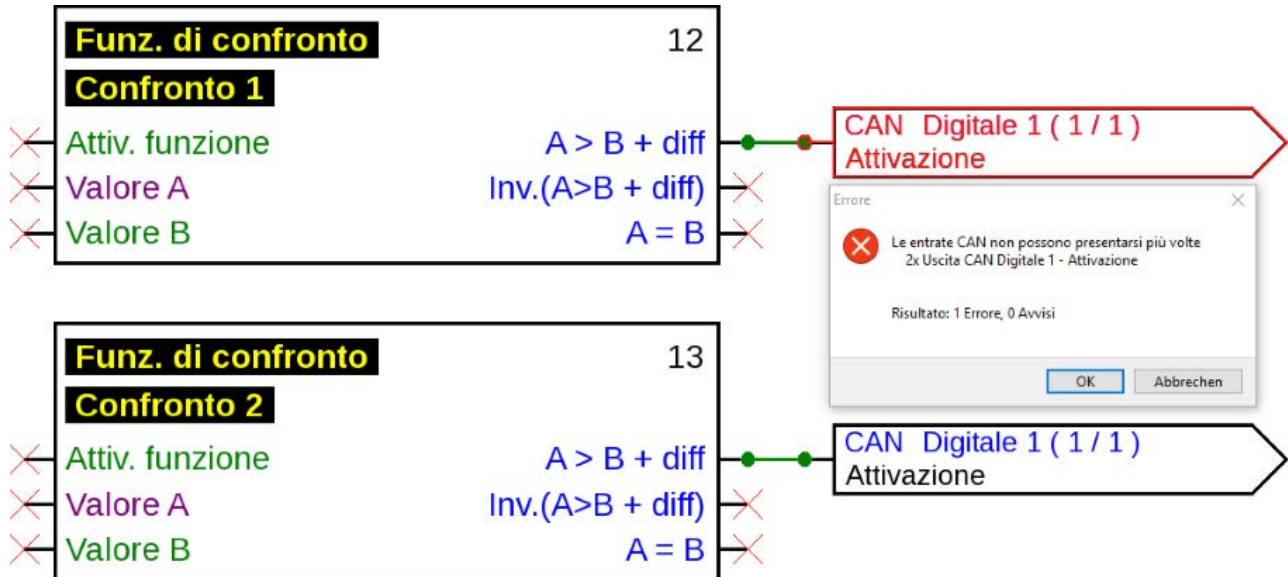 Funz. di confronto 12
Confronto 1
Attiv. funzione A > B + diff
Valore A Inv.(A>B + diff)
Valore B A = B
CAN Digitale 1 ( 1 / 1 )
Attivazione
Errore
Le entrate CAN non possono presentarsi più volte
2x Uscita CAN Digitale 1 - Attivazione
Risultato: 1 Errore, 0 Avvisi
OK Abbrechen
Funz. di confronto 13
Confronto 2
Attiv. funzione A > B + diff
Valore A Inv.(A>B + diff)
Valore B A = B
CAN Digitale 1 ( 1 / 1 )
Attivazione